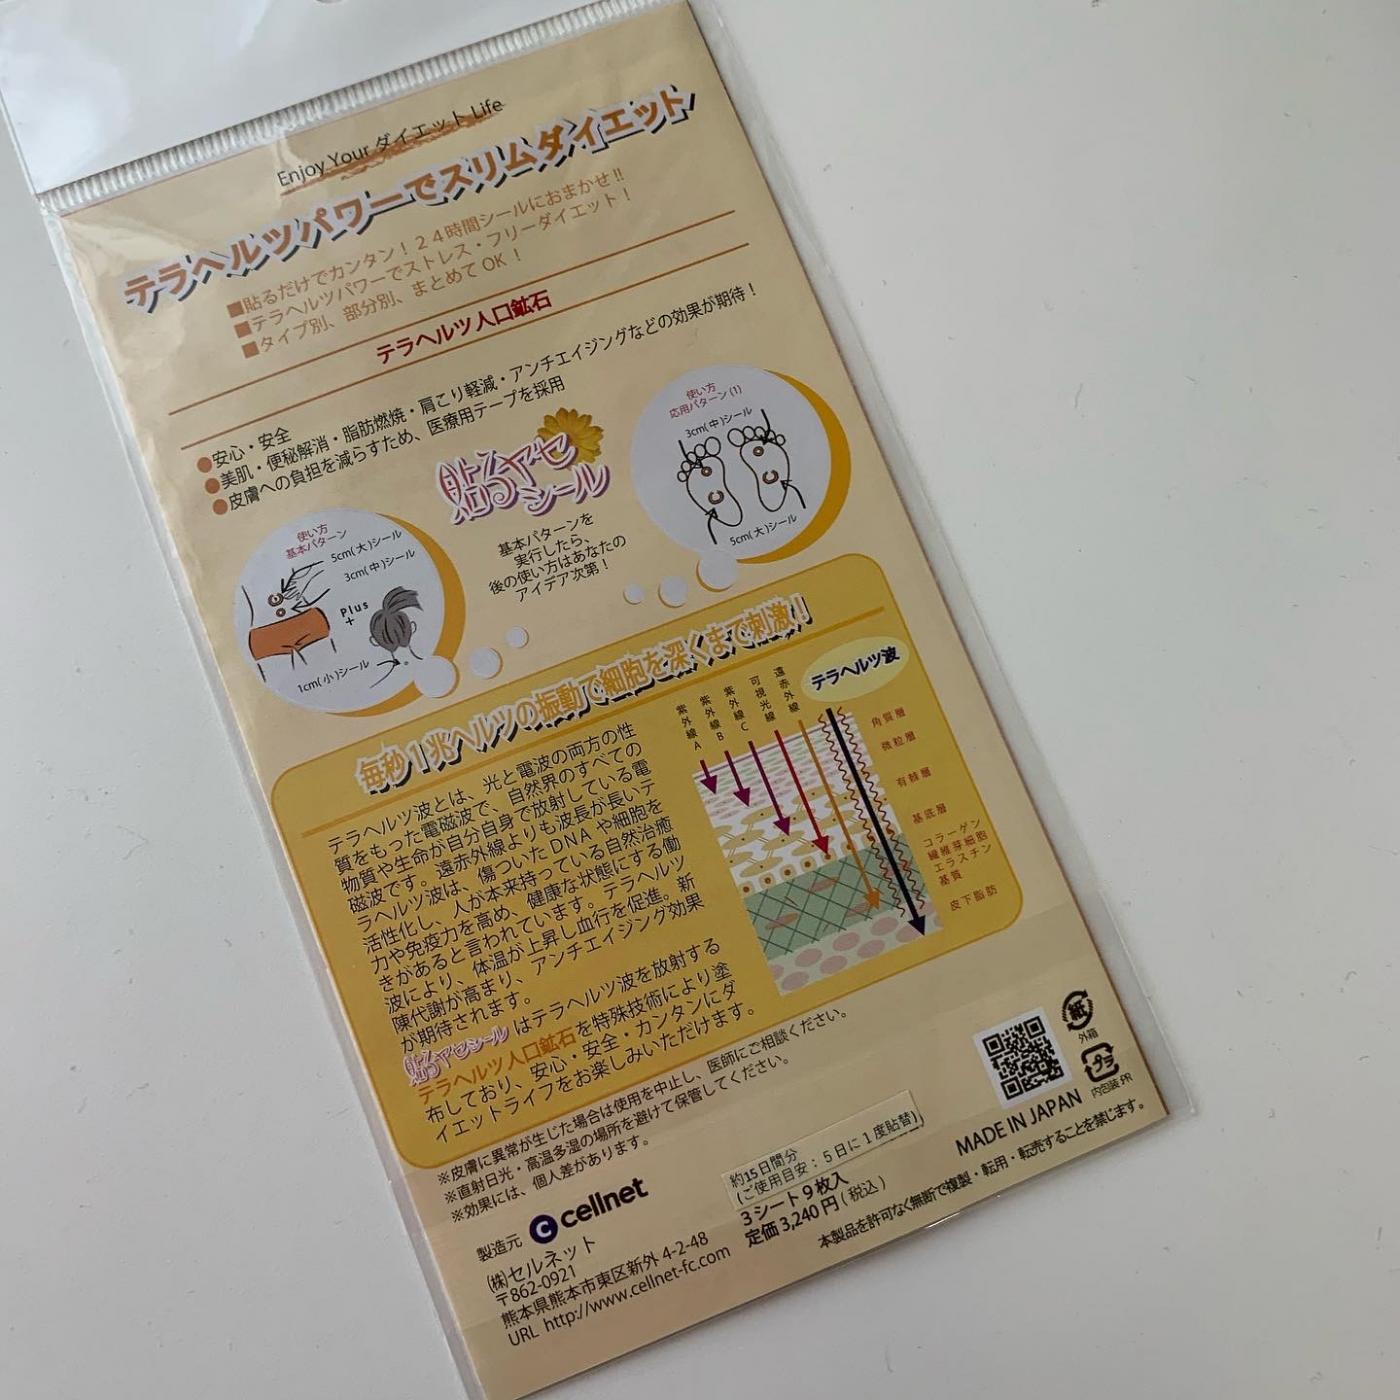 Enjoy Your ダイエット Life
テラヘルツパワーでスリムダイエット
■貼るだけでカンタン！２４時間シールにおまかせ!!
■テラヘルツパワーでストレス・フリーダイエット！
■タイプ別、部分別、まとめて OK！
テラヘルツ人口鉱石
●安心・安全
●美肌・便秘解消・脂肪燃焼・肩こり軽減・アンチエイジングなどの効果が期待！
●皮膚への負担を減らすため、医療用テープを採用
使い方
応用パターン(1)
3cm(中)シール
5cm(大)シール
貼るヤセ
シール
基本パターンを
実行したら、
後の使い方はあなたの
アイデア次第！
使い方
基本パターン
5cm(大)シール
3cm(中)シール
Plus
+
1cm(小)シール
毎秒１兆ヘルツの振動で細胞を深くまで刺激！
テラヘルツ波とは、光と電波の両方の性
質をもった電磁波で、自然界のすべての
物質や生命が自分自身で放射している電
磁波です。遠赤外線よりも波長が長いテ
ラヘルツ波は、傷ついた DNA や細胞を
活性化し、人が本来持っている自然治癒
力や免疫力を高め、健康な状態にする働
きがあると言われています。テラヘルツ
波により、体温が上昇し血行を促進。新
陳代謝が高まり、アンチエイジング効果
が期待されます。
貼るヤセシールはテラヘルツ波を放射する
テラヘルツ人口鉱石を特殊技術により塗
布しており、安心・安全・カンタンにダ
イエットライフをお楽しみいただけます。
紫外線A
紫外線B
紫外線C
可視光線
遠赤外線
テラヘルツ波
角質層
微粒層
有棘層
基底層
コラーゲン
繊維芽細胞
エラスチン
基質
皮下脂肪
※皮膚に異常が生じた場合は使用を中止し、医師にご相談ください。
※直射日光・高温多湿の場所を避けて保管してください。
※効果には、個人差があります。
紙
外箱
プラ
内包装 PR
MADE IN JAPAN
製造元
cellnet
㈱セルネット
〒862-0921
熊本県熊本市東区新外 4-2-48
URL http://www.cellnet-fc.com
約15日間分
(ご使用目安：５日に１度貼替)
３シート９枚入
定価 3,240 円 (税込)
本製品を許可なく無断で複製・転用・転売することを禁じます。